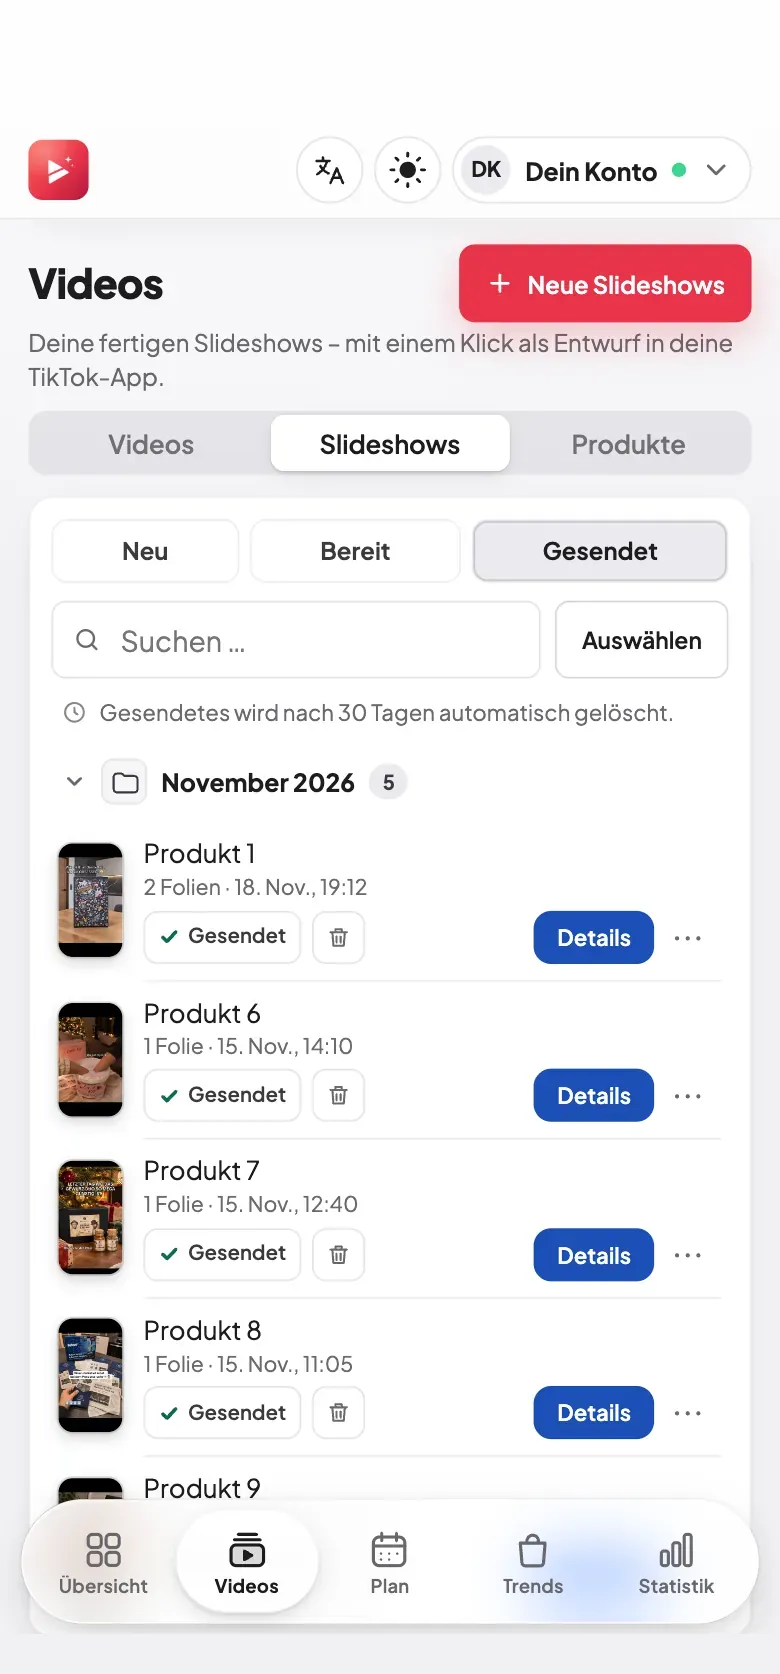 DK Dein Konto
Videos
+ Neue Slideshows
Deine fertigen Slideshows – mit einem Klick als Entwurf in deine
TikTok-App.
Videos Slideshows Produkte
Neu Bereit Gesendet
Suchen ... Auswählen
Gesendetes wird nach 30 Tagen automatisch gelöscht.
November 2026 5
Produkt 1
2 Folien · 18. Nov., 19:12
Gesendet Details ...
Produkt 6
1 Folie · 15. Nov., 14:10
Gesendet Details ...
Produkt 7
1 Folie · 15. Nov., 12:40
Gesendet Details ...
Produkt 8
1 Folie · 15. Nov., 11:05
Gesendet Details ...
Produkt 9
Übersicht Videos Plan Trends Statistik